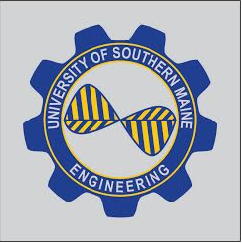 UNIVERSITY OF SOUTHERN MAINE
ENGINEERING